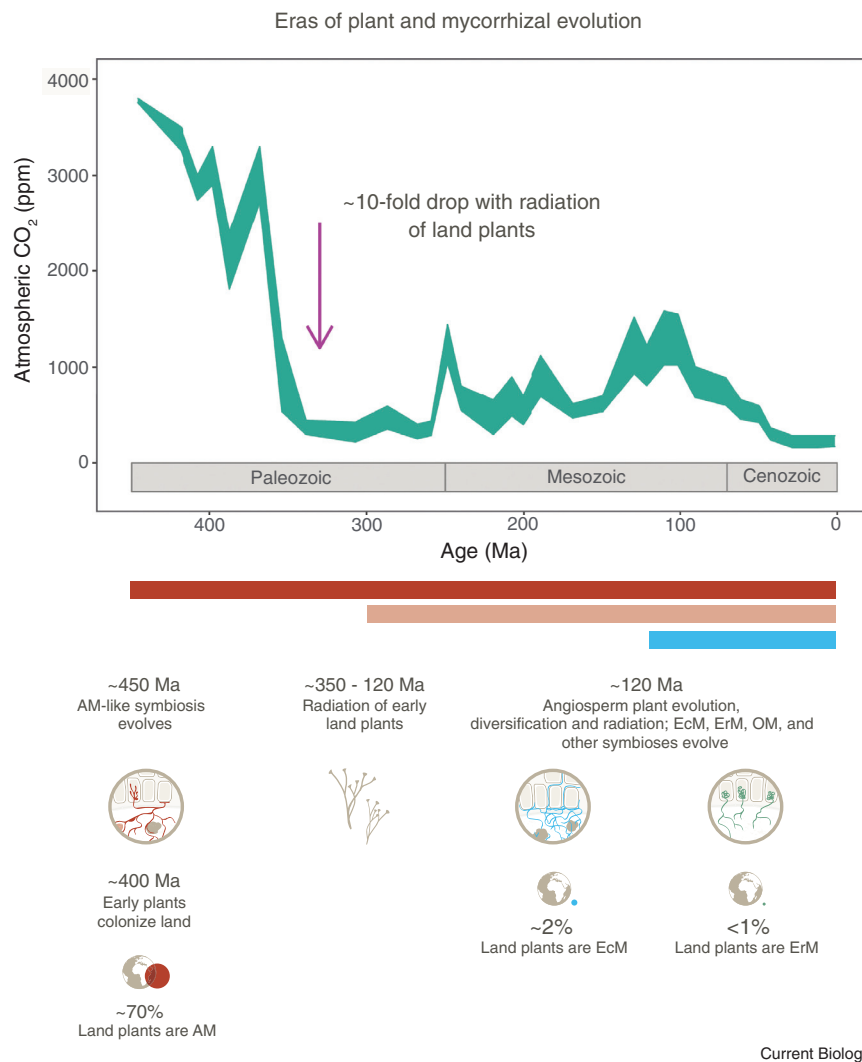 Eras of plant and mycorrhizal evolution
Atmospheric CO2 (ppm)
4000
3000
2000
1000
0
~10-fold drop with radiation
of land plants
Paleozoic
Mesozoic
Cenozoic
400
300
200
100
0
Age (Ma)
~450 Ma
AM-like symbiosis
evolves
~400 Ma
Early plants
colonize land
~70%
Land plants are AM
~350 - 120 Ma
Radiation of early
land plants
~120 Ma
Angiosperm plant evolution,
diversification and radiation; EcM, ErM, OM, and
other symbioses evolve
~2%
Land plants are EcM
<1%
Land plants are ErM
Current Biolog